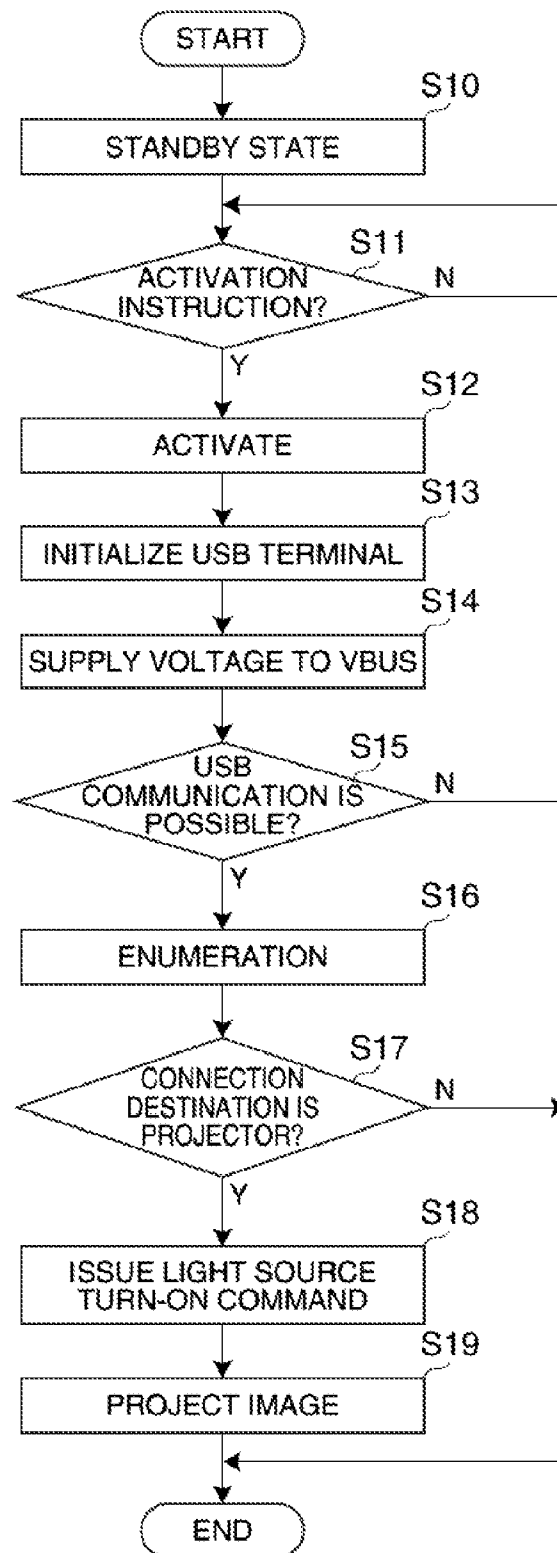 START
S10
STANDBY STATE
S11
ACTIVATION
INSTRUCTION?
N
Y
S12
ACTIVATE
S13
INITIALIZE USB TERMINAL
S14
SUPPLY VOLTAGE TO VBUS
S15
USB
COMMUNICATION IS
POSSIBLE?
N
Y
S16
ENUMERATION
S17
CONNECTION
DESTINATION IS
PROJECTOR?
N
Y
S18
ISSUE LIGHT SOURCE
TURN-ON COMMAND
S19
PROJECT IMAGE
END